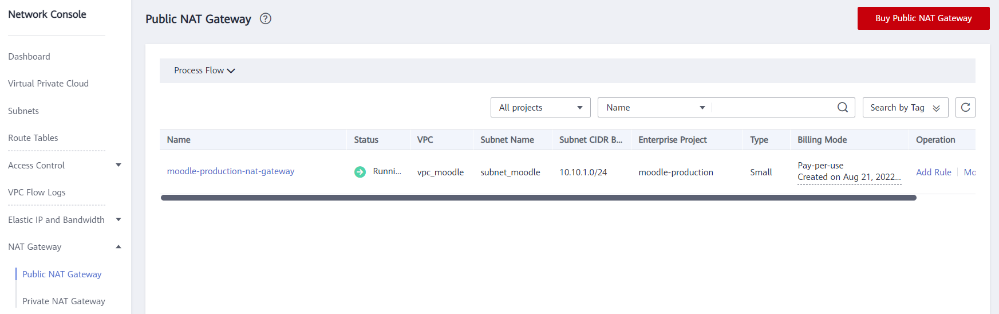 Network Console
Dashboard
Virtual Private Cloud
Subnets
Route Tables
Access Control
VPC Flow Logs
Elastic IP and Bandwidth
NAT Gateway
Public NAT Gateway
Private NAT Gateway
Public NAT Gateway ?
Buy Public NAT Gateway
Process Flow
All projects Name Search by Tag
Name Status VPC Subnet Name Subnet CIDR B... Enterprise Project Type Billing Mode Operation
moodle-production-nat-gateway Runni... vpc_moodle subnet_moodle 10.10.1.0/24 moodle-production Small Pay-per-use
Created on Aug 21, 2022... Add Rule Mo